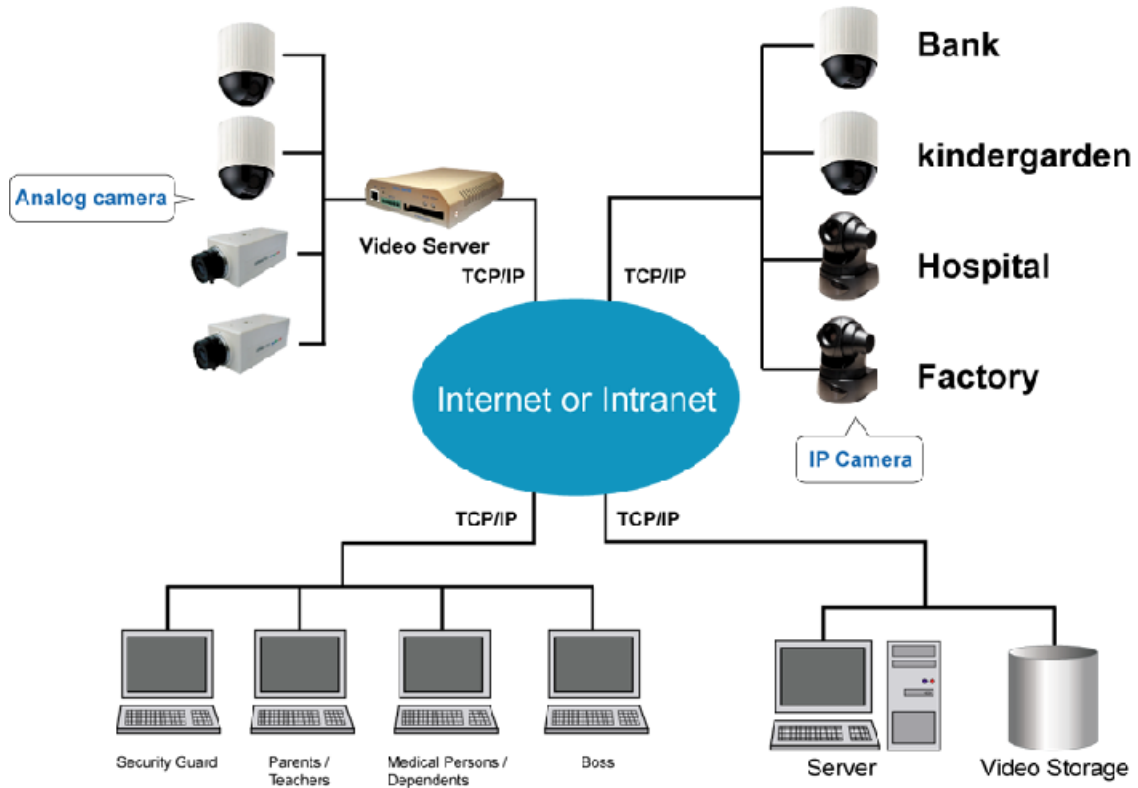 Bank
kindergarden
Analog camera
Video Server
TCP/IP
TCP/IP
Hospital
Factory
Internet or Intranet
IP Camera
TCP/IP
TCP/IP
Security Guard
Parents /
Teachers
Medical Persons /
Dependents
Boss
Server
Video Storage